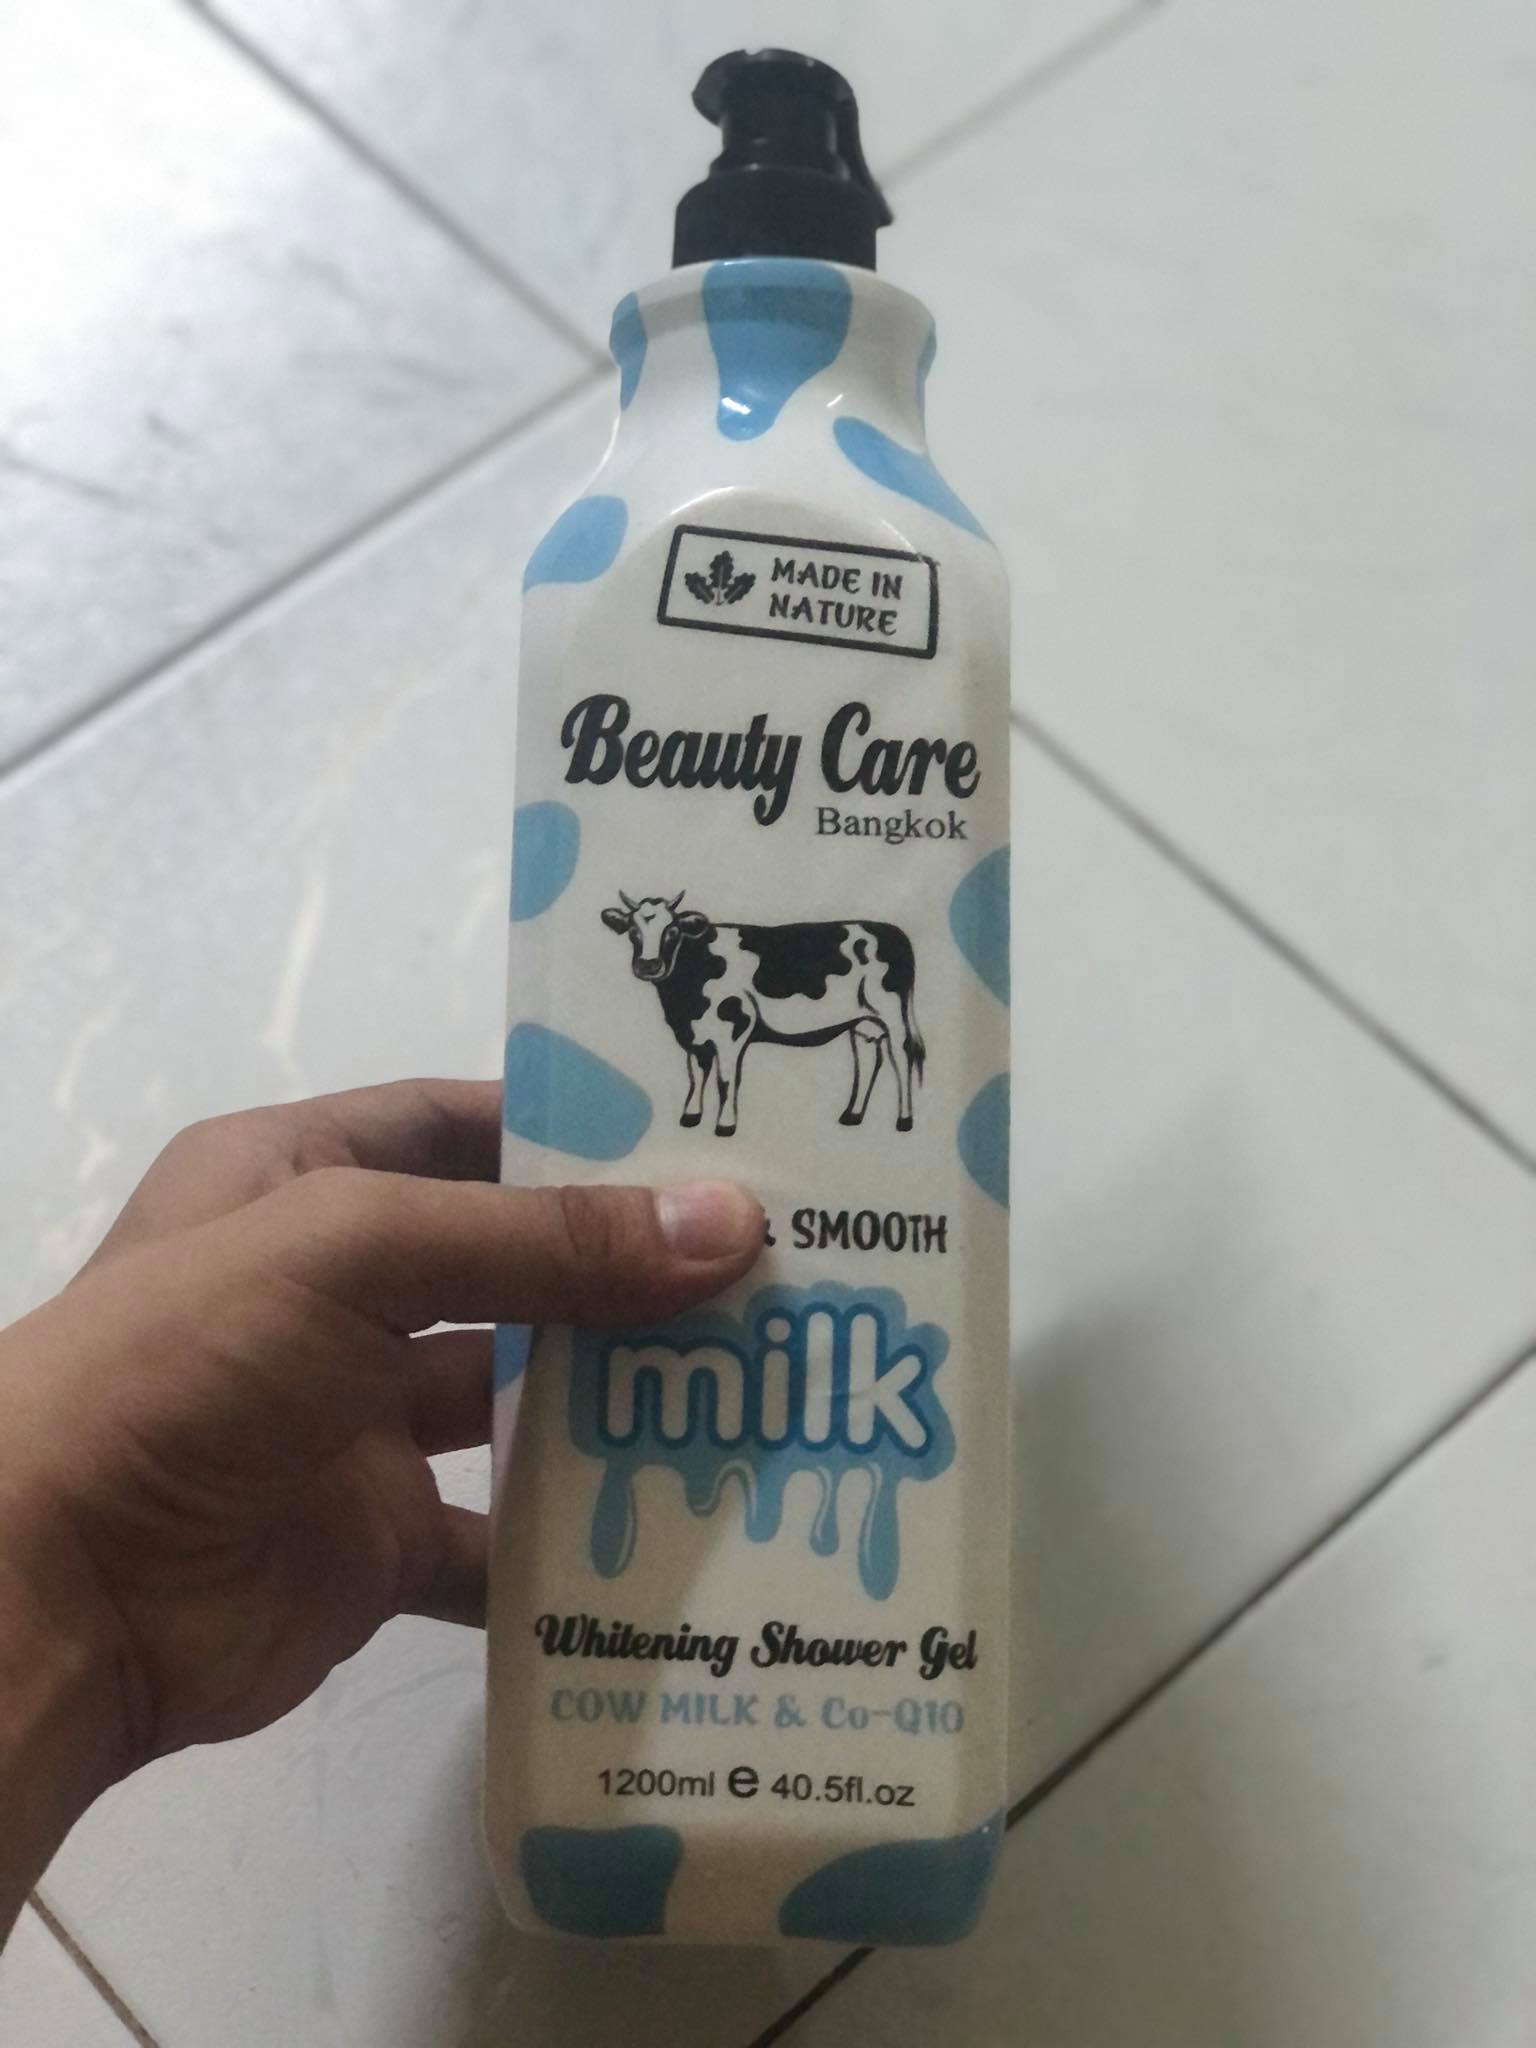 MADE IN
NATURE
Beauty Care
Bangkok
& SMOOTH
milk
Whitening Shower Gel
COW MILK & Co-Q10
1200ml e 40.5fl.oz